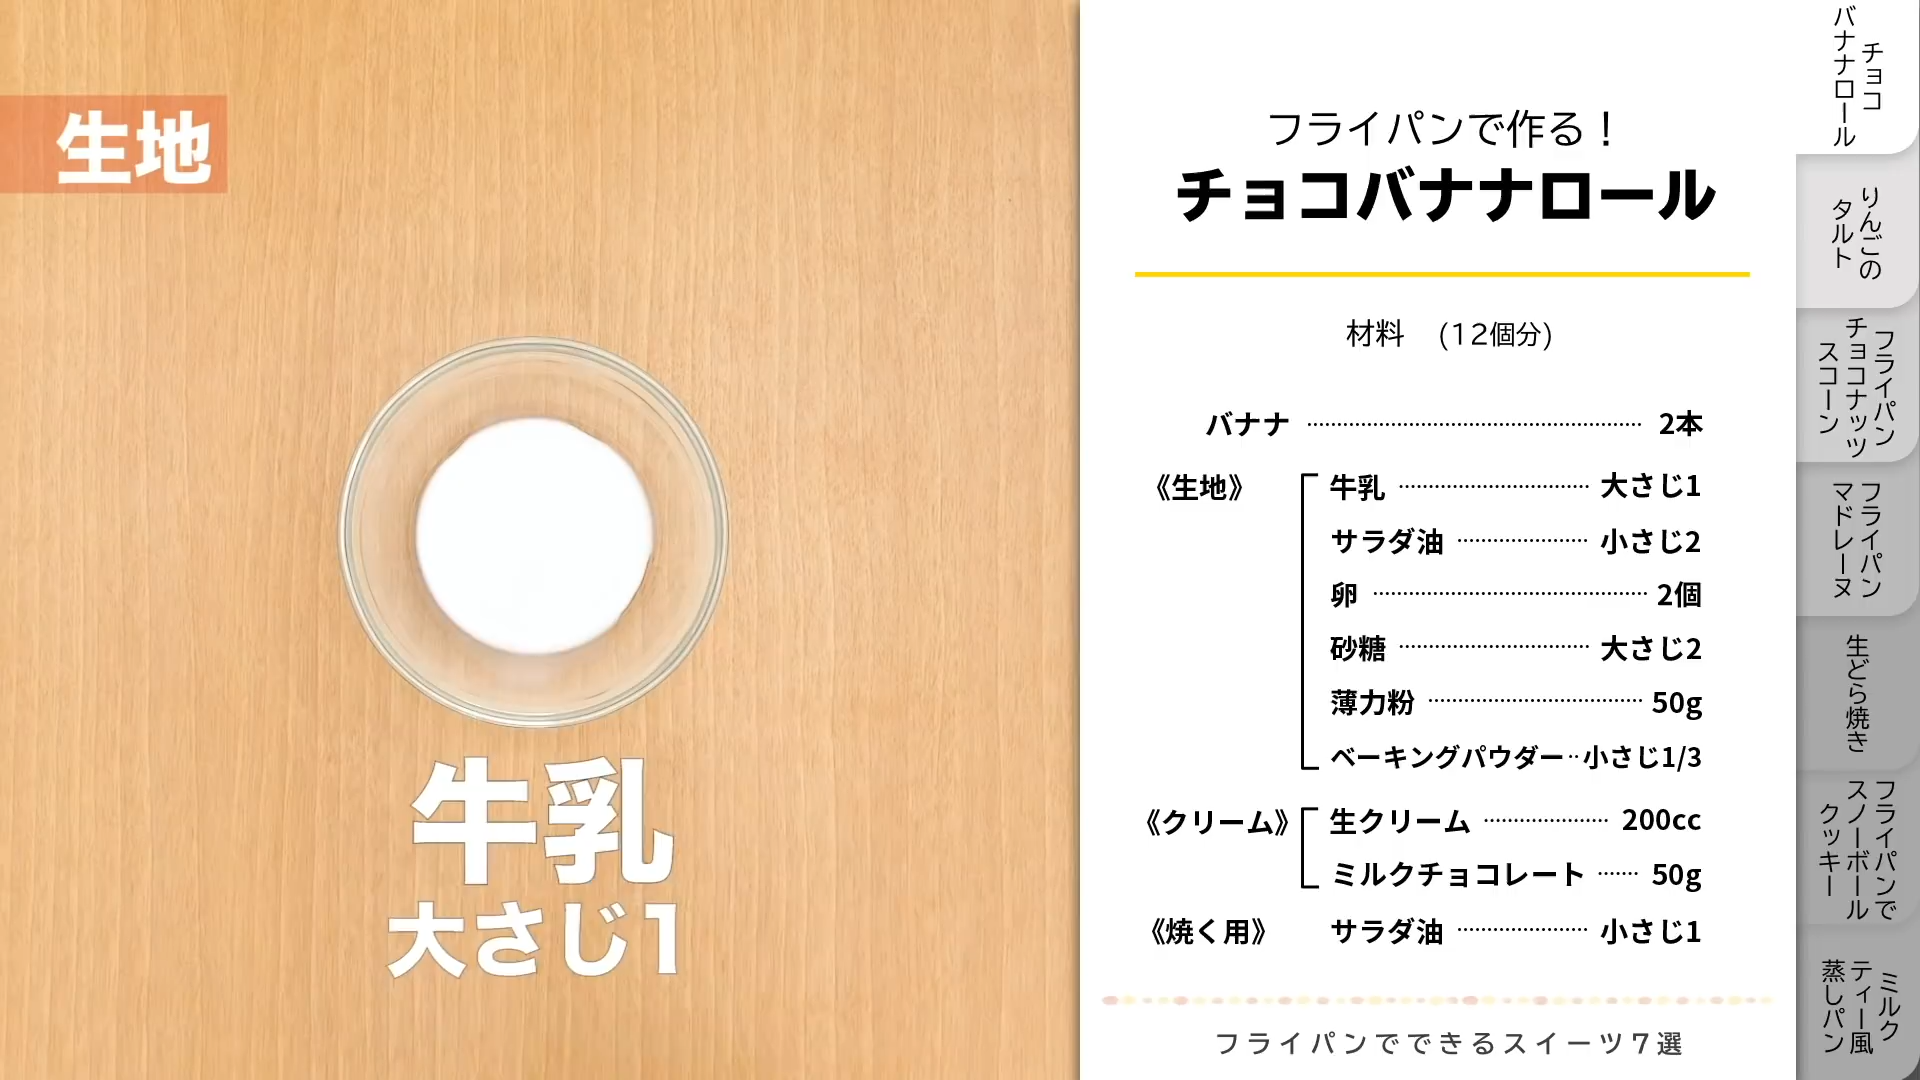 生地
牛乳
大さじ1
フライパンで作る！
チョコバナナロール
材料 (12個分)
バナナ 2本
《生地》
牛乳 大さじ1
サラダ油 小さじ2
卵 2個
砂糖 大さじ2
薄力粉 50g
ベーキングパウダー 小さじ1/3
《クリーム》
生クリーム 200cc
ミルクチョコレート 50g
《焼く用》 サラダ油 小さじ1
フライパンでできるスイーツ7選
チョコ
バナナロール
りんごの
タルト
フライパン
チョコナッツ
スコーン
フライパン
マドレーヌ
生どら焼き
フライパンで
スノーボール
クッキー
ミルク
ティー風
蒸しパン